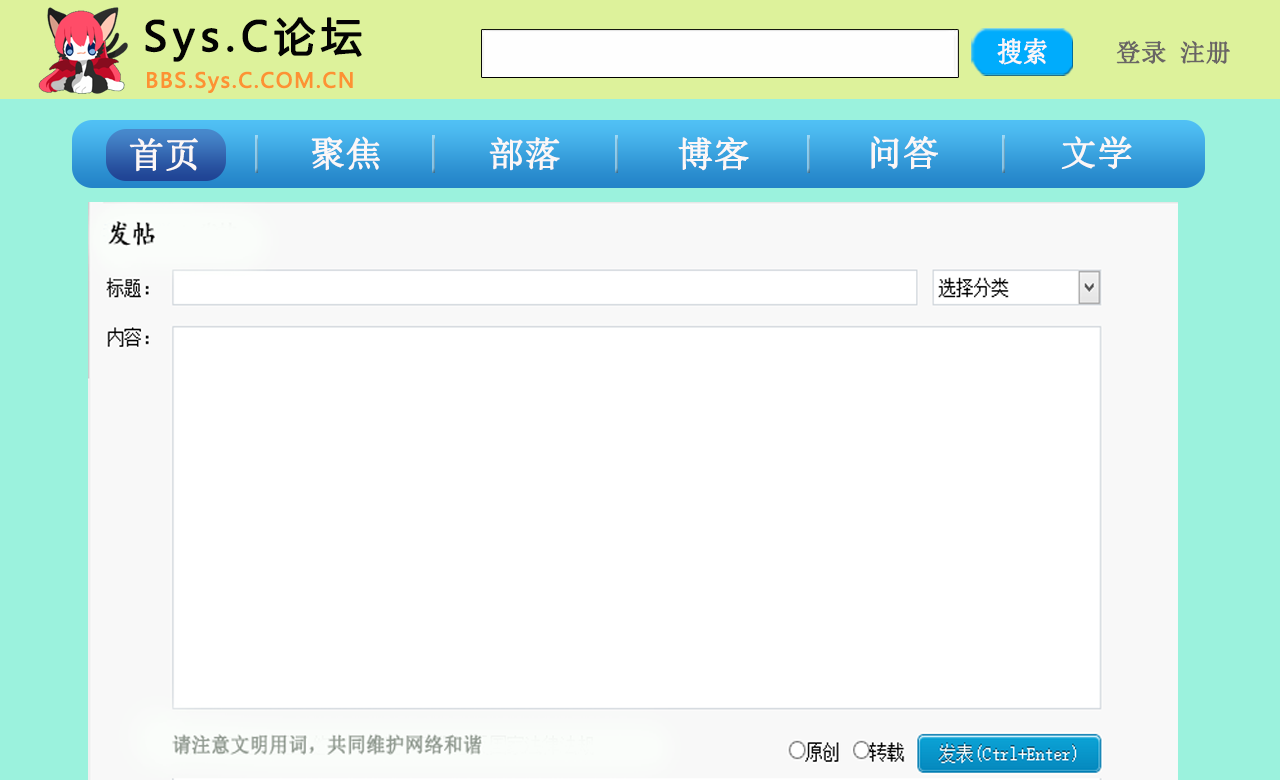 Sys.C论坛
BBS.Sys.C.COM.CN
搜索
登录 注册
首页 聚焦 部落 博客 问答 文学
发帖
标题：
选择分类
内容：
请注意文明用词，共同维护网络和谐
原创 转载
发表(Ctrl+Enter)